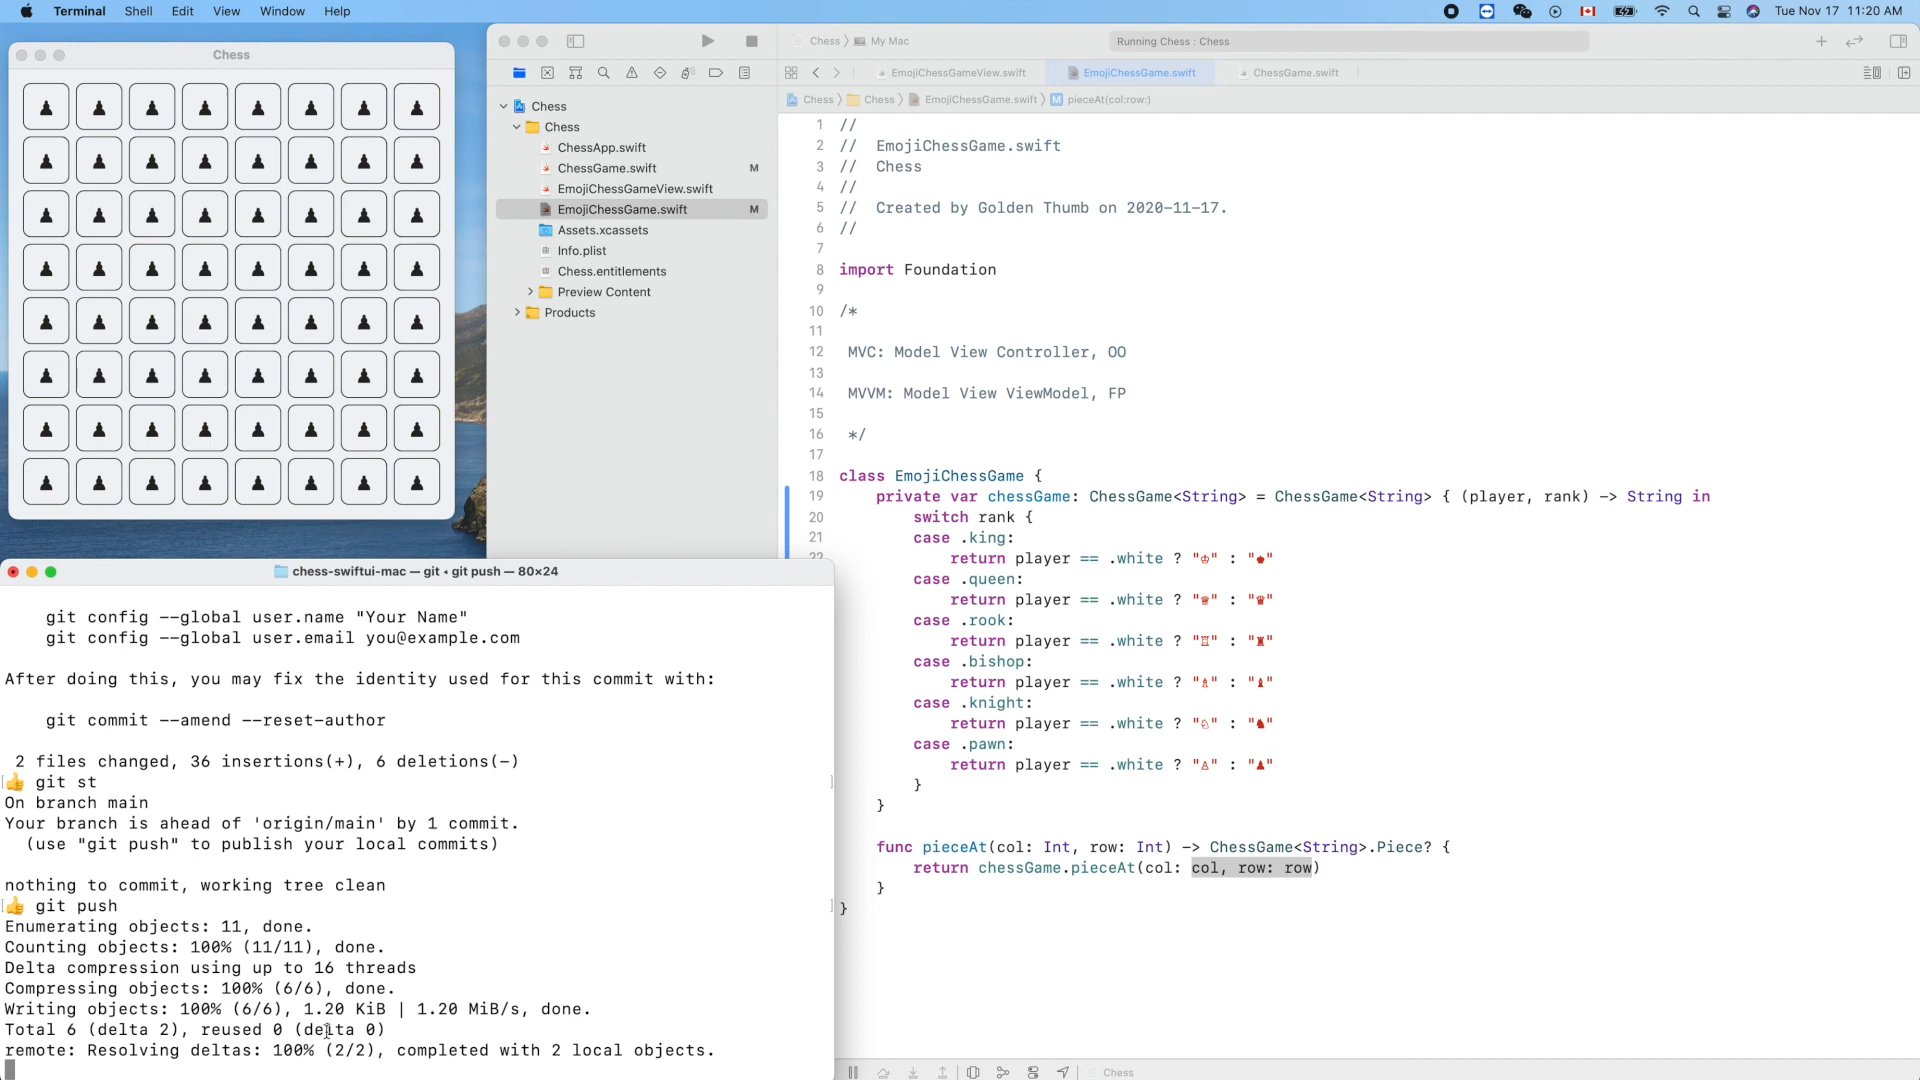 Terminal Shell Edit View Window Help
Tue Nov 17 11:20 AM
Chess
♟ ♟ ♟ ♟ ♟ ♟ ♟ ♟
♟ ♟ ♟ ♟ ♟ ♟ ♟ ♟
♟ ♟ ♟ ♟ ♟ ♟ ♟ ♟
♟ ♟ ♟ ♟ ♟ ♟ ♟ ♟
♟ ♟ ♟ ♟ ♟ ♟ ♟ ♟
♟ ♟ ♟ ♟ ♟ ♟ ♟ ♟
♟ ♟ ♟ ♟ ♟ ♟ ♟ ♟
♟ ♟ ♟ ♟ ♟ ♟ ♟ ♟
Chess 〉 My Mac
Running Chess : Chess
Chess
Chess
ChessApp.swift
ChessGame.swift M
EmojiChessGameView.swift
EmojiChessGame.swift M
Assets.xcassets
Info.plist
Chess.entitlements
Preview Content
Products
EmojiChessGameView.swift EmojiChessGame.swift ChessGame.swift
Chess 〉 Chess 〉 EmojiChessGame.swift 〉 M pieceAt(col:row:)
1 //
2 //  EmojiChessGame.swift
3 //  Chess
4 //
5 //  Created by Golden Thumb on 2020-11-17.
6 //
7
8 import Foundation
9
10 /*
11
12 MVC: Model View Controller, OO
13
14 MVVM: Model View ViewModel, FP
15
16 */
17
18 class EmojiChessGame {
19 private var chessGame: ChessGame<String> = ChessGame<String> { (player, rank) -> String in
20 switch rank {
21 case .king:
22 return player == .white ? "♔" : "♚"
case .queen:
return player == .white ? "♕" : "♛"
case .rook:
return player == .white ? "♖" : "♜"
case .bishop:
return player == .white ? "♗" : "♝"
case .knight:
return player == .white ? "♘" : "♞"
case .pawn:
return player == .white ? "♙" : "♟"
}
}
func pieceAt(col: Int, row: Int) -> ChessGame<String>.Piece? {
return chessGame.pieceAt(col: col, row: row)
}
}
Chess
chess-swiftui-mac — git ◂ git push — 80×24
git config --global user.name "Your Name"
git config --global user.email you@example.com
After doing this, you may fix the identity used for this commit with:
git commit --amend --reset-author
2 files changed, 36 insertions(+), 6 deletions(-)
[👍 git st ]
On branch main
Your branch is ahead of 'origin/main' by 1 commit.
(use "git push" to publish your local commits)
nothing to commit, working tree clean
[👍 git push ]
Enumerating objects: 11, done.
Counting objects: 100% (11/11), done.
Delta compression using up to 16 threads
Compressing objects: 100% (6/6), done.
Writing objects: 100% (6/6), 1.20 KiB | 1.20 MiB/s, done.
Total 6 (delta 2), reused 0 (delta 0)
remote: Resolving deltas: 100% (2/2), completed with 2 local objects.